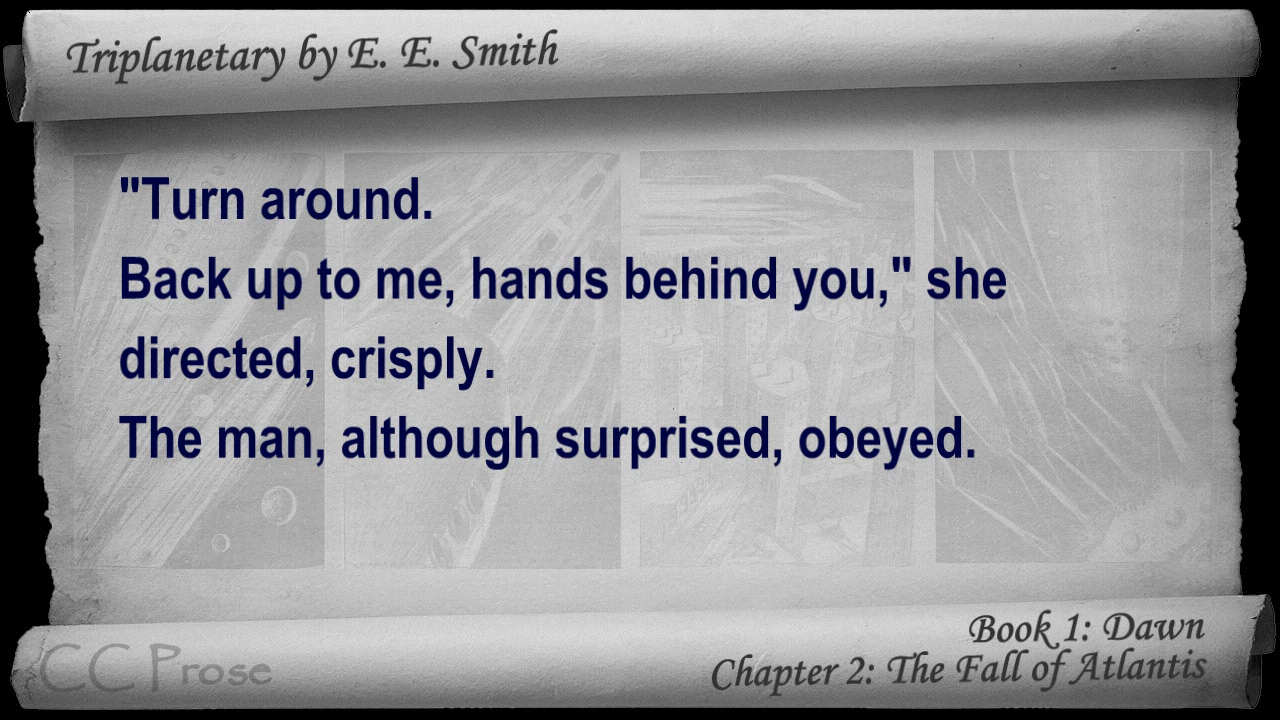 Triplanetary by E. E. Smith
"Turn around.
Back up to me, hands behind you," she
directed, crisply.
The man, although surprised, obeyed.
Book 1: Dawn
CC Prose
Chapter 2: The Fall of Atlantis